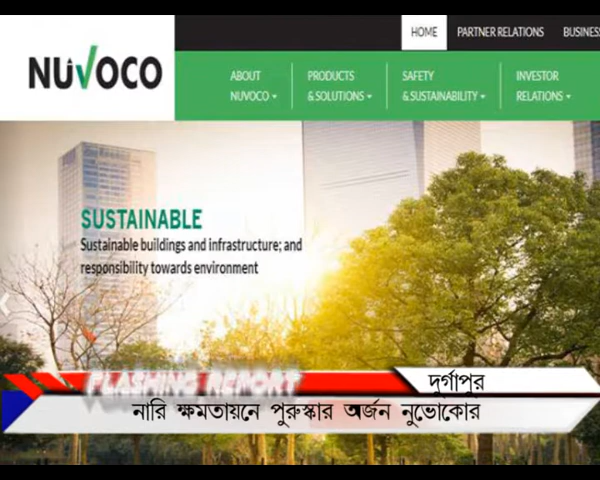 NUVOCO
HOME PARTNER RELATIONS BUSINES
ABOUT NUVOCO
PRODUCTS & SOLUTIONS
SAFETY & SUSTAINABILITY
INVESTOR RELATIONS
SUSTAINABLE
Sustainable buildings and infrastructure; and
responsibility towards environment
FLASHING REPORT
দুর্গাপুর
নারি ক্ষমতায়নে পুরুস্কার অর্জন নুভোকোর